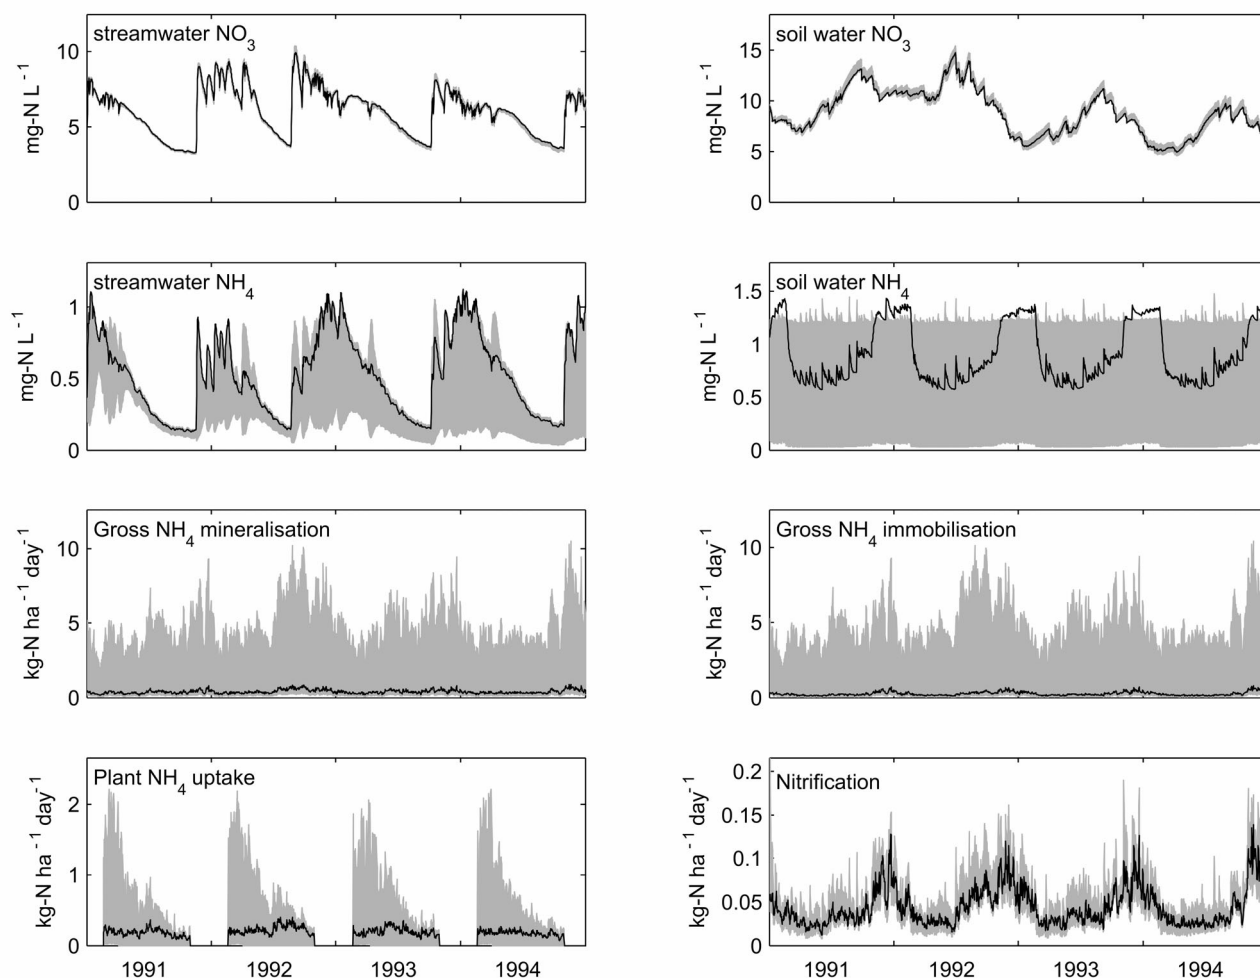 streamwater NO3
10
5
0
mg-N L-1
soil water NO3
15
10
5
0
mg-N L-1
streamwater NH4
1
0.5
0
mg-N L-1
soil water NH4
1.5
1
0.5
0
mg-N L-1
Gross NH4 mineralisation
10
5
0
kg-N ha-1 day-1
Gross NH4 immobilisation
10
5
0
kg-N ha-1 day-1
Plant NH4 uptake
2
1
0
kg-N ha-1 day-1
1991 1992 1993 1994
Nitrification
0.2
0.15
0.1
0.05
0
kg-N ha-1 day-1
1991 1992 1993 1994